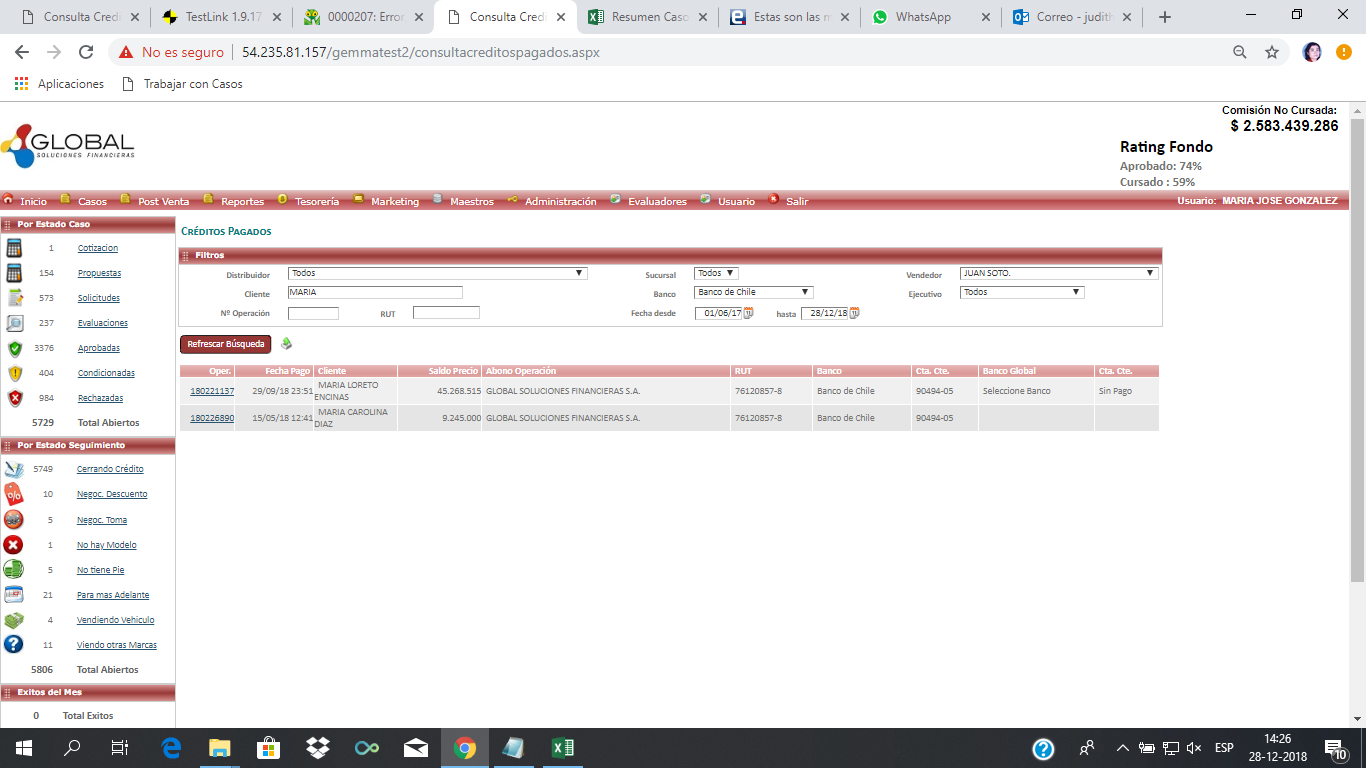 Consulta Credi
TestLink 1.9.17
0000207: Error
Consulta Credi
Resumen Caso
Estas son las m
WhatsApp
Correo - judith
No es seguro 54.235.81.157/gemmatest2/consultacreditospagados.aspx
Aplicaciones Trabajar con Casos
Comisión No Cursada:
$ 2.583.439.286
GLOBAL
SOLUCIONES FINANCIERAS
Rating Fondo
Aprobado: 74%
Cursado : 59%
Inicio Casos Post Venta Reportes Tesorería Marketing Maestros Administración Evaluadores Usuario Salir Usuario: MARIA JOSE GONZALEZ
Por Estado Caso
1 Cotizacion
154 Propuestas
573 Solicitudes
237 Evaluaciones
3376 Aprobadas
404 Condicionadas
984 Rechazadas
5729 Total Abiertos
Por Estado Seguimiento
5749 Cerrando Crédito
10 Negoc. Descuento
5 Negoc. Toma
1 No hay Modelo
5 No tiene Pie
21 Para mas Adelante
4 Vendiendo Vehiculo
11 Viendo otras Marcas
5806 Total Abiertos
Exitos del Mes
0 Total Exitos
Créditos Pagados
Filtros
Distribuidor Todos Sucursal Todos Vendedor JUAN SOTO.
Cliente MARIA Banco Banco de Chile Ejecutivo Todos
Nº Operación RUT Fecha desde 01/06/17 hasta 28/12/18
Refrescar Búsqueda
Oper. Fecha Pago Cliente Saldo Precio Abono Operación RUT Banco Cta. Cte. Banco Global Cta. Cte.
180221137 29/09/18 23:51 MARIA LORETO ENCINAS 45.268.515 GLOBAL SOLUCIONES FINANCIERAS S.A. 76120857-8 Banco de Chile 90494-05 Seleccione Banco Sin Pago
180226890 15/05/18 12:41 MARIA CAROLINA DIAZ 9.245.000 GLOBAL SOLUCIONES FINANCIERAS S.A. 76120857-8 Banco de Chile 90494-05
ESP
14:26
28-12-2018
10